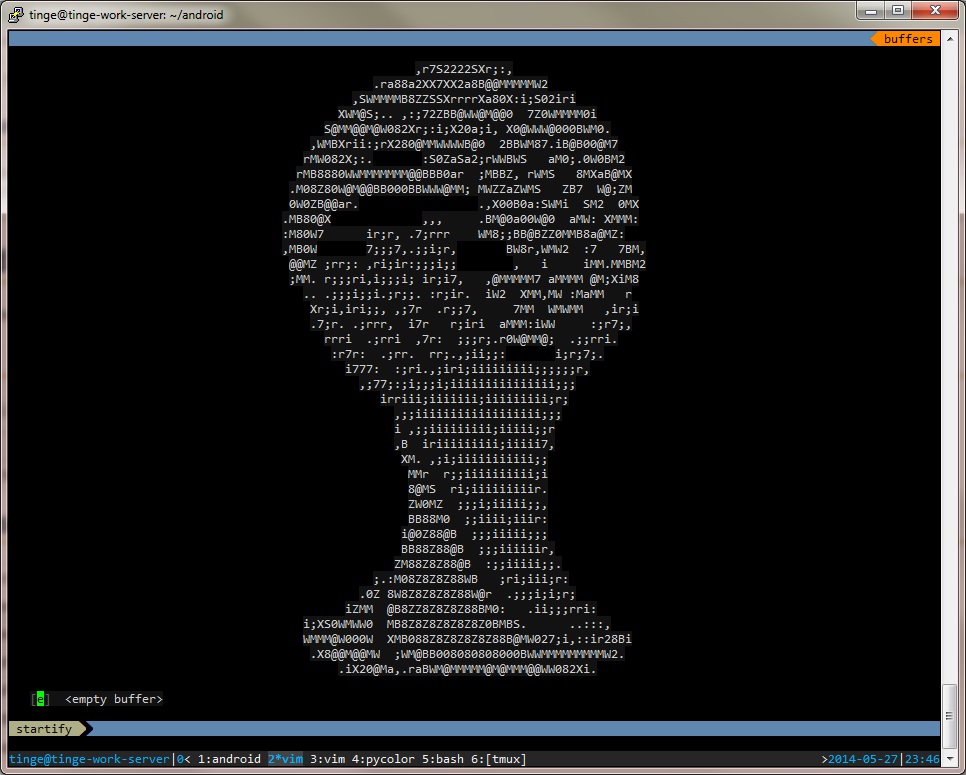 tinge@tinge-work-server: ~/android
buffers
,r7S2222SXr;:,
.ra88a2XX7XX2a8B@@MMMMMW2
,SWMMMMB8ZZSSXrrrrXa80X:i;S02iri
XWM@S;.. ,:;72ZBB@WW@M@@0  7Z0WMMMM0i
S@MM@@M@W082Xr;:i;X20a;i, X0@WWW@000BWM0.
,WMBXrii:;rX280@MMWWWWB@0  2BBWM87.iB@B00@M7
rMW082X;:.       :S0ZaSa2;rWWBWS   aM0;.0W0BM2
rMB8880WWMMMMMMM@@BBB0ar  ;MBBZ, rWMS   8MXaB@MX
.M08Z80W@M@@BB000BBWWW@MM; MWZZaZWMS   ZB7  W@;ZM
0W0ZB@@ar.                 .,X00B0a:SWMi  SM2  0MX
.MB80@X             ,,,     .BM@0a00W@0  aMW: XMMM:
:M80W7      ir;r, .7;rrr    WM8;;BB@BZZ0MMB8a@MZ:
,MB0W       7;;;7,.;;i;r,       BW8r,WMW2  :7   7BM,
@@MZ ;rr;: ,ri;ir:;;;i;;        ,   i     iMM.MMBM2
;MM. r;;;ri,i;;;i; ir;i7,   ,@MMMMM7 aMMMM @M;XiM8
.. .;;;i;;i.;r;;. :r;ir.  iW2  XMM,MW :MaMM   r
Xr;i,iri;;, ,;7r  .r;;7,     7MM  WMWMM   ,ir;i
.7;r. .;rrr,  i7r   r;iri  aMMM:iWW     :;r7;,
rrri  .;rri  ,7r:  ;;;r;.r0W@MM@;  .;;rri.
:r7r:  .;rr.  rr;.,;ii;;:       i;r;7;.
i777:  :;ri.,;iri;iiiiiiiii;;;;;;r,
,;77;:;i;;;i;iiiiiiiiiiiiiii;;;
irriii;iiiiiii;iiiiiiiii;r;
,;;iiiiiiiiiiiiiiiiii;;;
i ,;;iiiiiiiii;iiiii;;r
,B  iriiiiiiiii;iiiii7,
XM. ,;i;iiiiiiiiiii;;
MMr  r;;iiiiiiiiii;i
8@MS  ri;iiiiiiiir.
ZW0MZ  ;;;i;iiiii;;,
BB88M0  ;;iiii;iiir:
i@0Z88@B  ;;;iiiii;;;
BB88Z88@B  ;;;iiiiiir,
ZM88Z88@B  :;;iiiii;;.
;.:M08Z8Z8Z88WB   ;ri;iii;r:
.0Z 8W8Z8Z8Z8Z88W@r  .;;;i;i;r;
iZMM  @B8ZZ8Z8Z8Z88BM0:   .ii;;;rri:
i;XS0WMWW0  MB8Z8Z8Z8Z8Z0BMBS.      ..:::,
WMMM@W000W  XMB088Z8Z8Z8Z8Z88B@MW027;i,::ir28Bi
.X8@@M@@MW  ;WM@BB000808080000BWWMMMMMMMMMW2.
.iX20@Ma,.raBWM@MMMMM@M@MMM@@WW082Xi.
[e]  <empty buffer>
startify
tinge@tinge-work-server|0< 1:android 2*vim 3:vim 4:pycolor 5:bash 6:[tmux] >2014-05-27|23:46